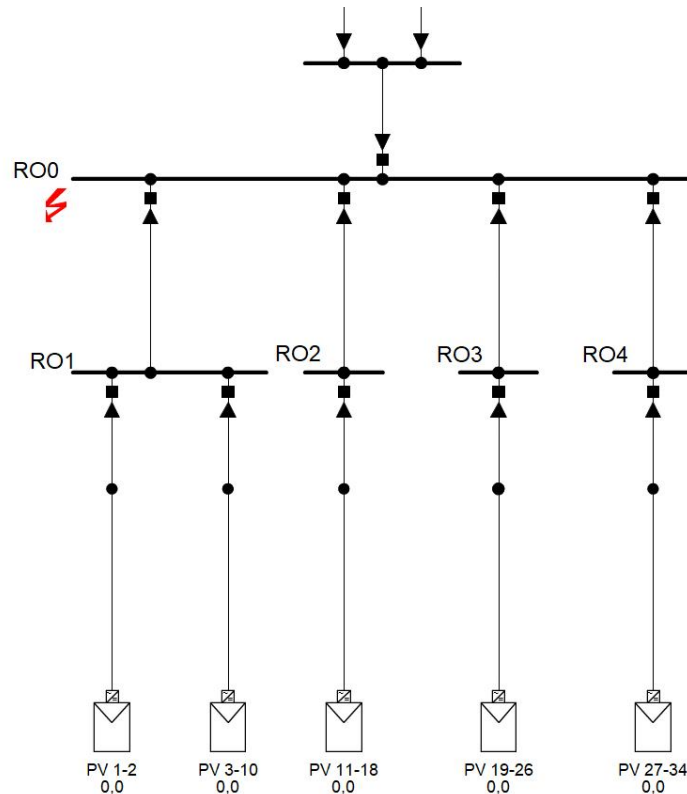 RO0
RO1
RO2
RO3
RO4
PV 1-2
0,0
PV 3-10
0,0
PV 11-18
0,0
PV 19-26
0,0
PV 27-34
0,0